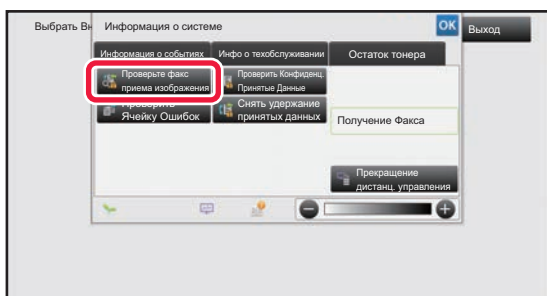 Выбрать Вн
Информация о системе
OK
Выход
Информация о событиях
Инфо о техобслуживании
Остаток тонера
Проверьте факс
приема изображения
Проверить Конфиденц.
Принятые Данные
Проверить
Ячейку Ошибок
Снять удержание
принятых данных
Получение Факса
Прекращение
дистанц. управления